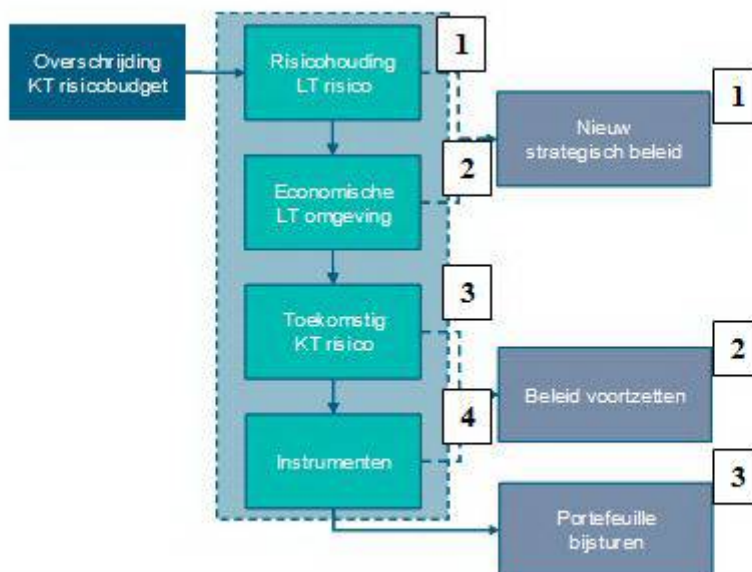 Overschrijding
KT risicobudget
Risicohouding
LT risico
1
Economische
LT omgeving
2
Toekomstig
KT risico
3
Instrumenten
4
Nieuw
strategisch beleid
1
Beleid voortzetten
2
Portefeuille
bijsturen
3